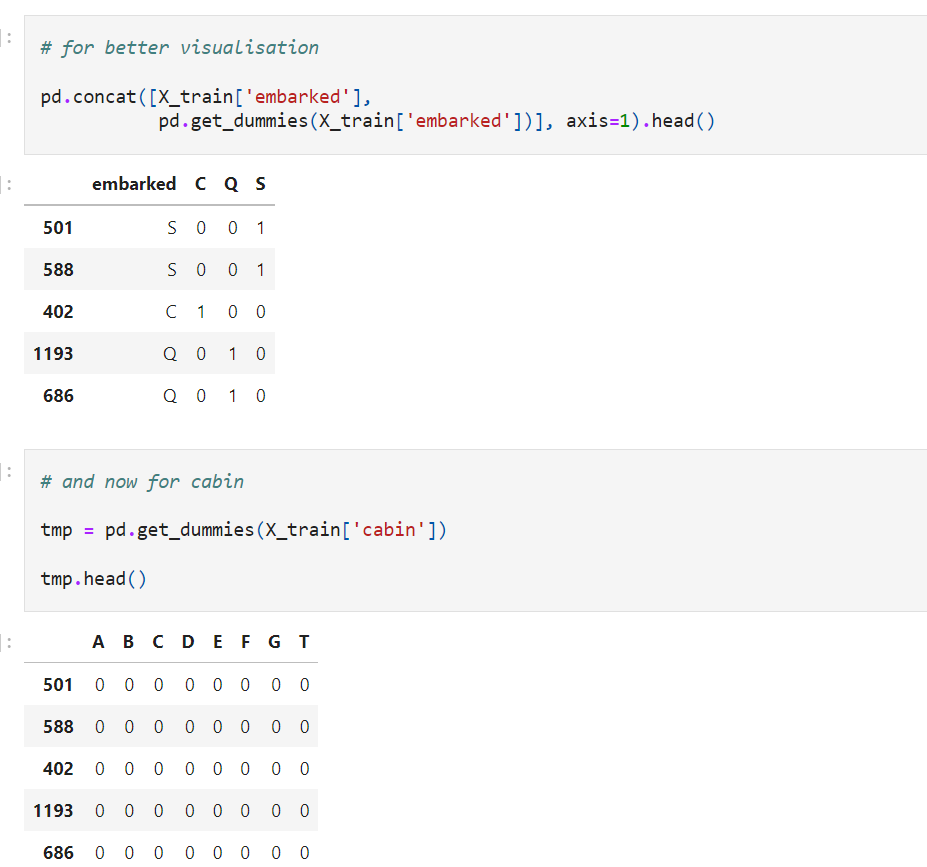 ]:
# for better visualisation
pd.concat([X_train['embarked'],
pd.get_dummies(X_train['embarked'])], axis=1).head()
]:
embarked C Q S
501 S 0 0 1
588 S 0 0 1
402 C 1 0 0
1193 Q 0 1 0
686 Q 0 1 0
]:
# and now for cabin
tmp = pd.get_dummies(X_train['cabin'])
tmp.head()
]:
A B C D E F G T
501 0 0 0 0 0 0 0 0
588 0 0 0 0 0 0 0 0
402 0 0 0 0 0 0 0 0
1193 0 0 0 0 0 0 0 0
686 0 0 0 0 0 0 0 0